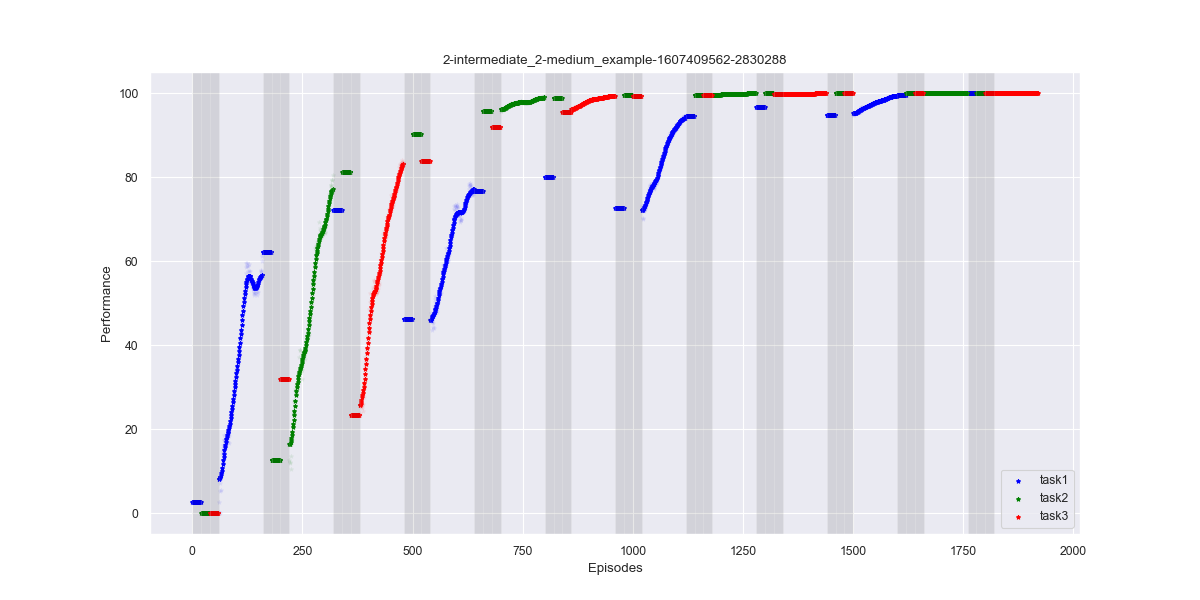 2-intermediate_2-medium_example-1607409562-2830288
100
80
60
40
20
0
Performance
0 250 500 750 1000 1250 1500 1750 2000
Episodes
task1
task2
task3